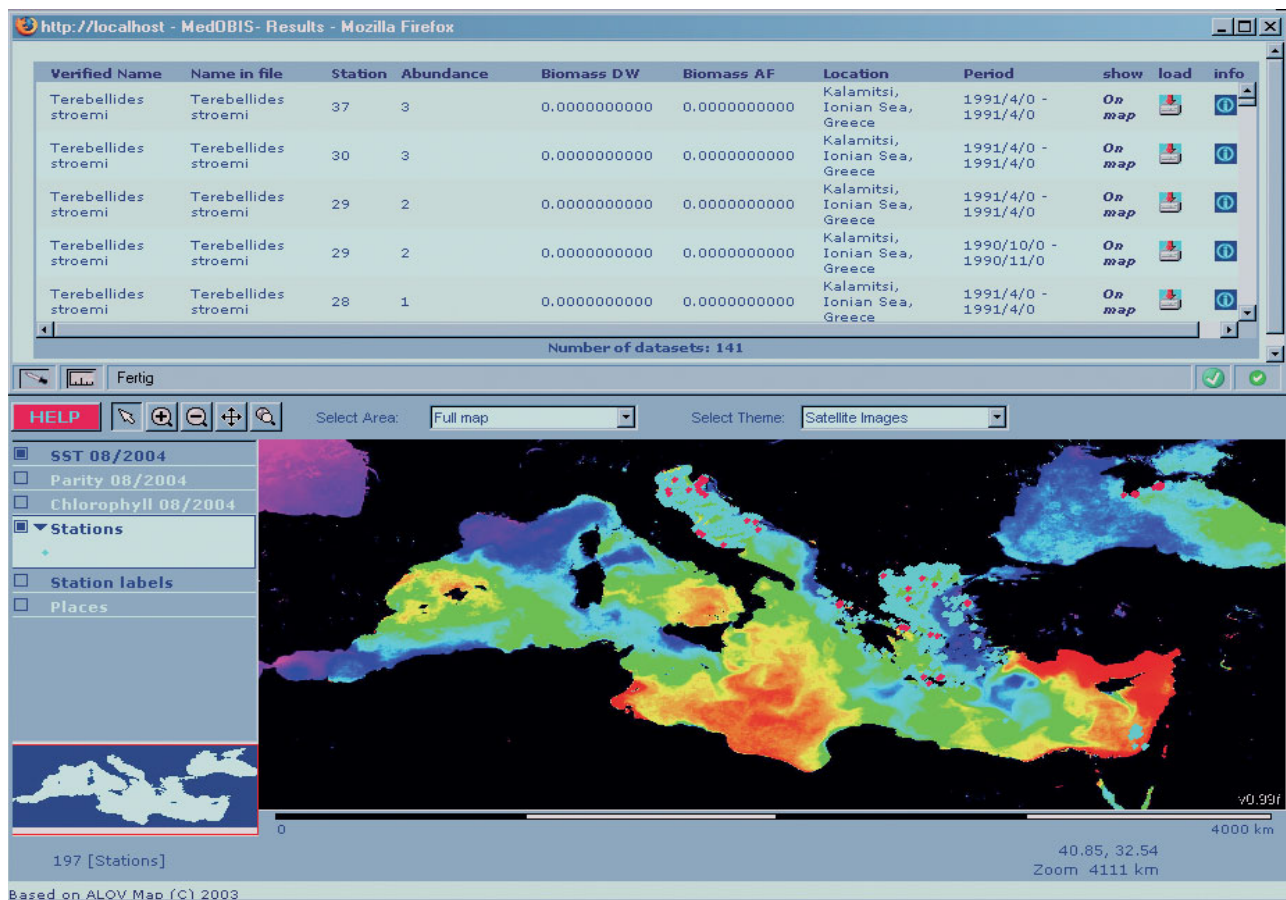 http://localhost - MedOBIS- Results - Mozilla Firefox
Verified Name Name in file Station Abundance Biomass DW Biomass AF Location Period show load info
Terebellides stroemi Terebellides stroemi 37 3 0.0000000000 0.0000000000 Kalamitsi, Ionian Sea, Greece 1991/4/0 - 1991/4/0 On map
Terebellides stroemi Terebellides stroemi 30 3 0.0000000000 0.0000000000 Kalamitsi, Ionian Sea, Greece 1991/4/0 - 1991/4/0 On map
Terebellides stroemi Terebellides stroemi 29 2 0.0000000000 0.0000000000 Kalamitsi, Ionian Sea, Greece 1991/4/0 - 1991/4/0 On map
Terebellides stroemi Terebellides stroemi 29 2 0.0000000000 0.0000000000 Kalamitsi, Ionian Sea, Greece 1990/10/0 - 1990/11/0 On map
Terebellides stroemi Terebellides stroemi 28 1 0.0000000000 0.0000000000 Kalamitsi, Ionian Sea, Greece 1991/4/0 - 1991/4/0 On map
Number of datasets: 141
Fertig
HELP Select Area: Full map Select Theme: Satellite Images
SST 08/2004
Parity 08/2004
Chlorophyll 08/2004
Stations
Station labels
Places
v0.99f
0 4000 km
197 [Stations] 40.85, 32.54
Zoom 4111 km
Based on ALOV Map (C) 2003